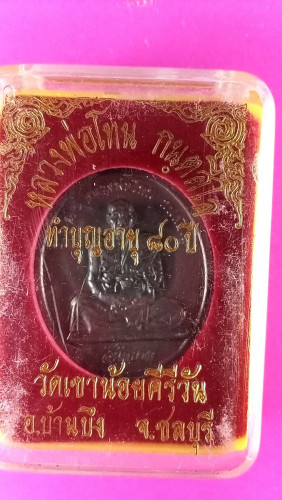 หลวงพ่อโทน กนฺตสีโล
ทำบุญอายุ ๘๐ ปี
วัดเขาน้อยคีรีวัน
อ.บ้านบึง จ.ชลบุรี